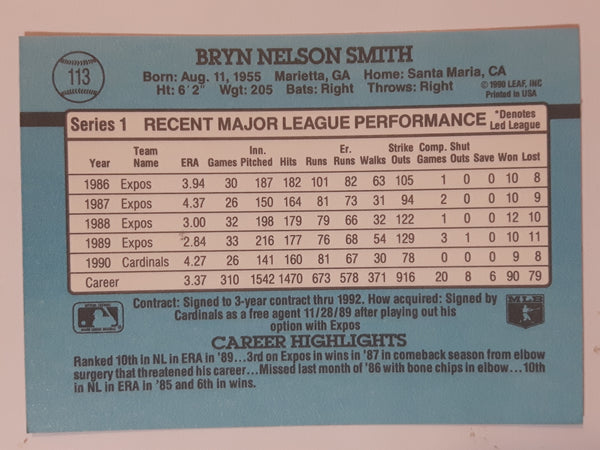 113
BRYN NELSON SMITH
Born: Aug. 11, 1955 Marietta, GA Home: Santa Maria, CA
Ht: 6'2" Wgt: 205 Bats: Right Throws: Right
© 1990 LEAF, INC
Printed in USA
Series 1 RECENT MAJOR LEAGUE PERFORMANCE *Denotes Led League
Year Team Name ERA Games Inn. Pitched Hits Runs Er. Runs Walks Strike Outs Comp. Games Shut Outs Save Won Lost
1986 Expos 3.94 30 187 182 101 82 63 105 1 0 0 10 8
1987 Expos 4.37 26 150 164 81 73 31 94 2 0 0 10 9
1988 Expos 3.00 32 198 179 79 66 32 122 1 0 0 12 10
1989 Expos 2.84 33 216 177 76 68 54 129 3 1 0 10 11
1990 Cardinals 4.27 26 141 160 81 67 30 78 0 0 0 9 8
Career 3.37 310 1542 1470 673 578 371 916 20 8 6 90 79
Contract: Signed to 3-year contract thru 1992. How acquired: Signed by
Cardinals as a free agent 11/28/89 after playing out his
option with Expos
MLB
CAREER HIGHLIGHTS
Ranked 10th in NL in ERA in '89...3rd on Expos in wins in '87 in comeback season from elbow
surgery that threatened his career...Missed last month of '86 with bone chips in elbow...10th
in NL in ERA in '85 and 6th in wins.